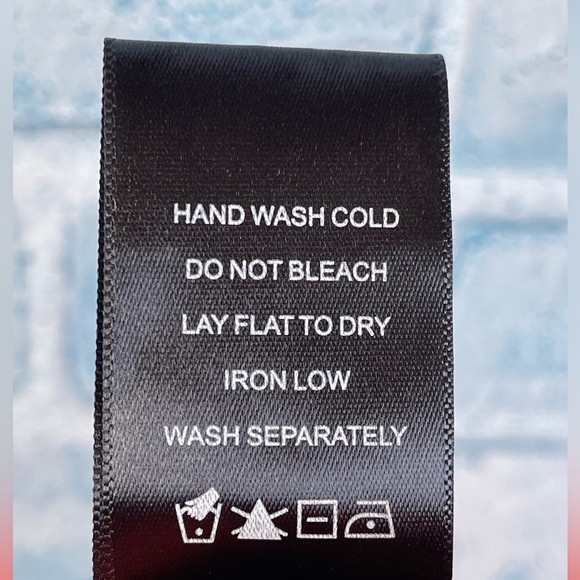 HAND WASH COLD
DO NOT BLEACH
LAY FLAT TO DRY
IRON LOW
WASH SEPARATELY